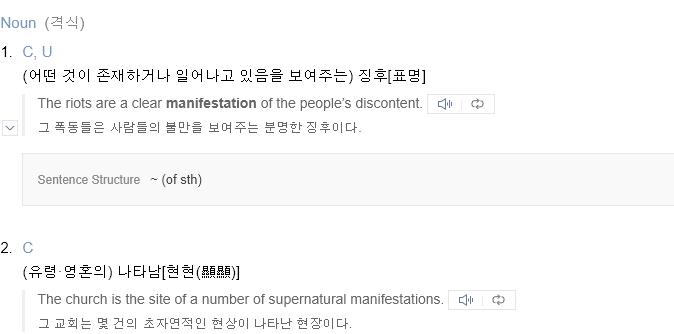 Noun (격식)
1. C, U
(어떤 것이 존재하거나 일어나고 있음을 보여주는) 징후[표명]
The riots are a clear manifestation of the people's discontent.
그 폭동들은 사람들의 불만을 보여주는 분명한 징후이다.
Sentence Structure ~ (of sth)
2. C
(유령·영혼의) 나타남[현현(顯顯)]
The church is the site of a number of supernatural manifestations.
그 교회는 몇 건의 초자연적인 현상이 나타난 현장이다.